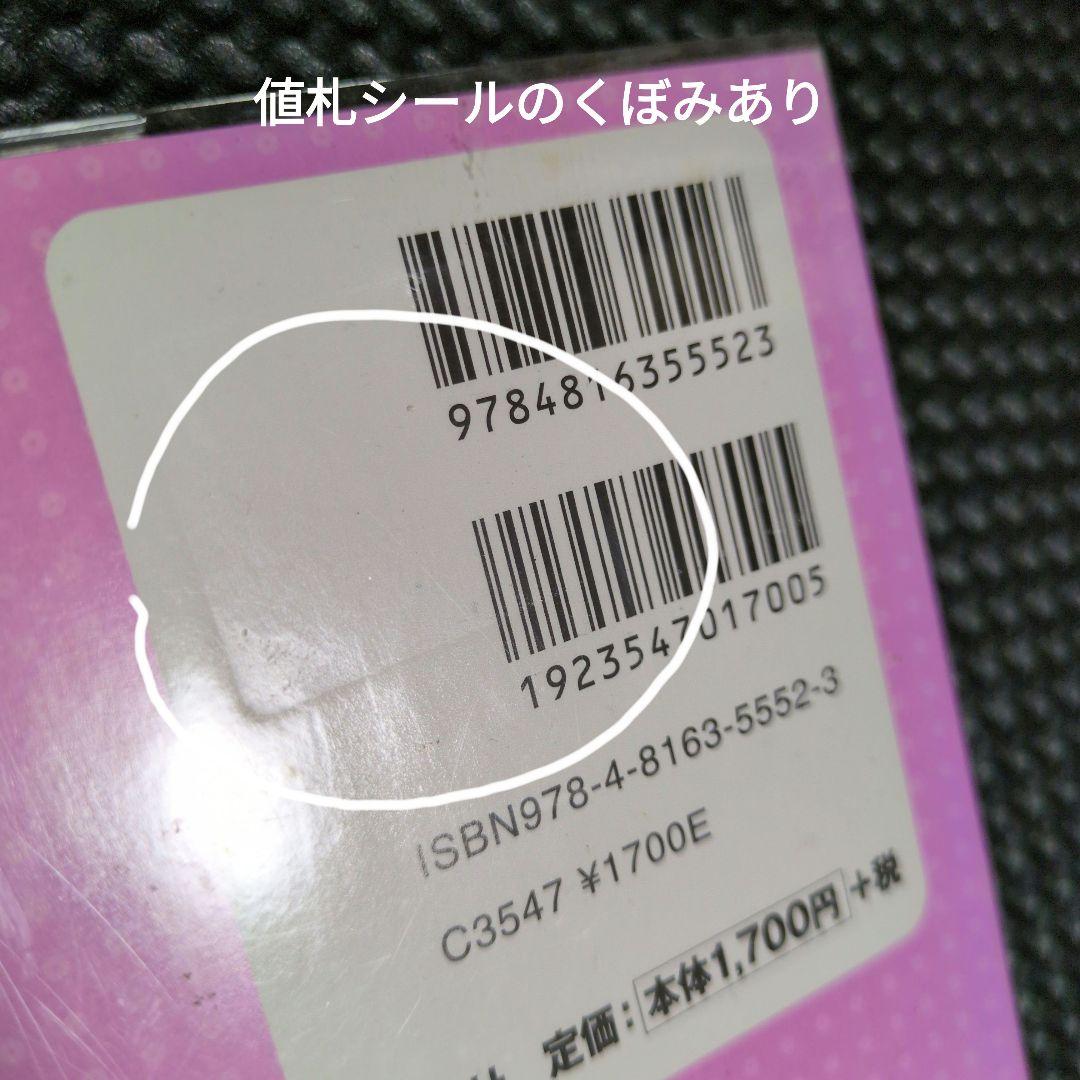 値札シールのくぼみあり
9784816355523
1923547017005
ISBN978-4-8163-5552-3
C3547 ¥1700E
定価：本体1,700円＋税